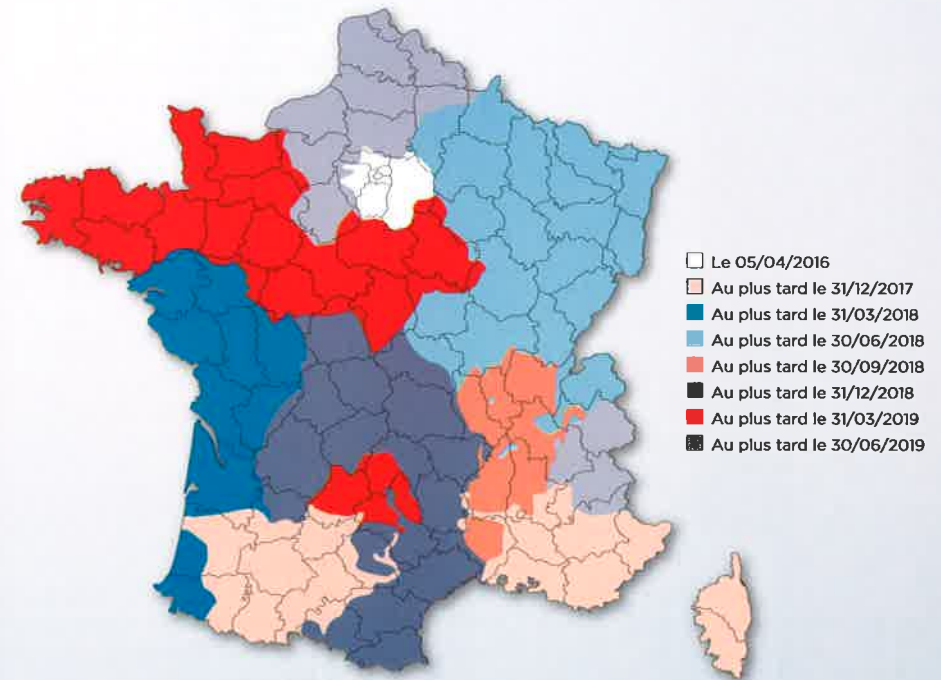 Le 05/04/2016
Au plus tard le 31/12/2017
Au plus tard le 31/03/2018
Au plus tard le 30/06/2018
Au plus tard le 30/09/2018
Au plus tard le 31/12/2018
Au plus tard le 31/03/2019
Au plus tard le 30/06/2019